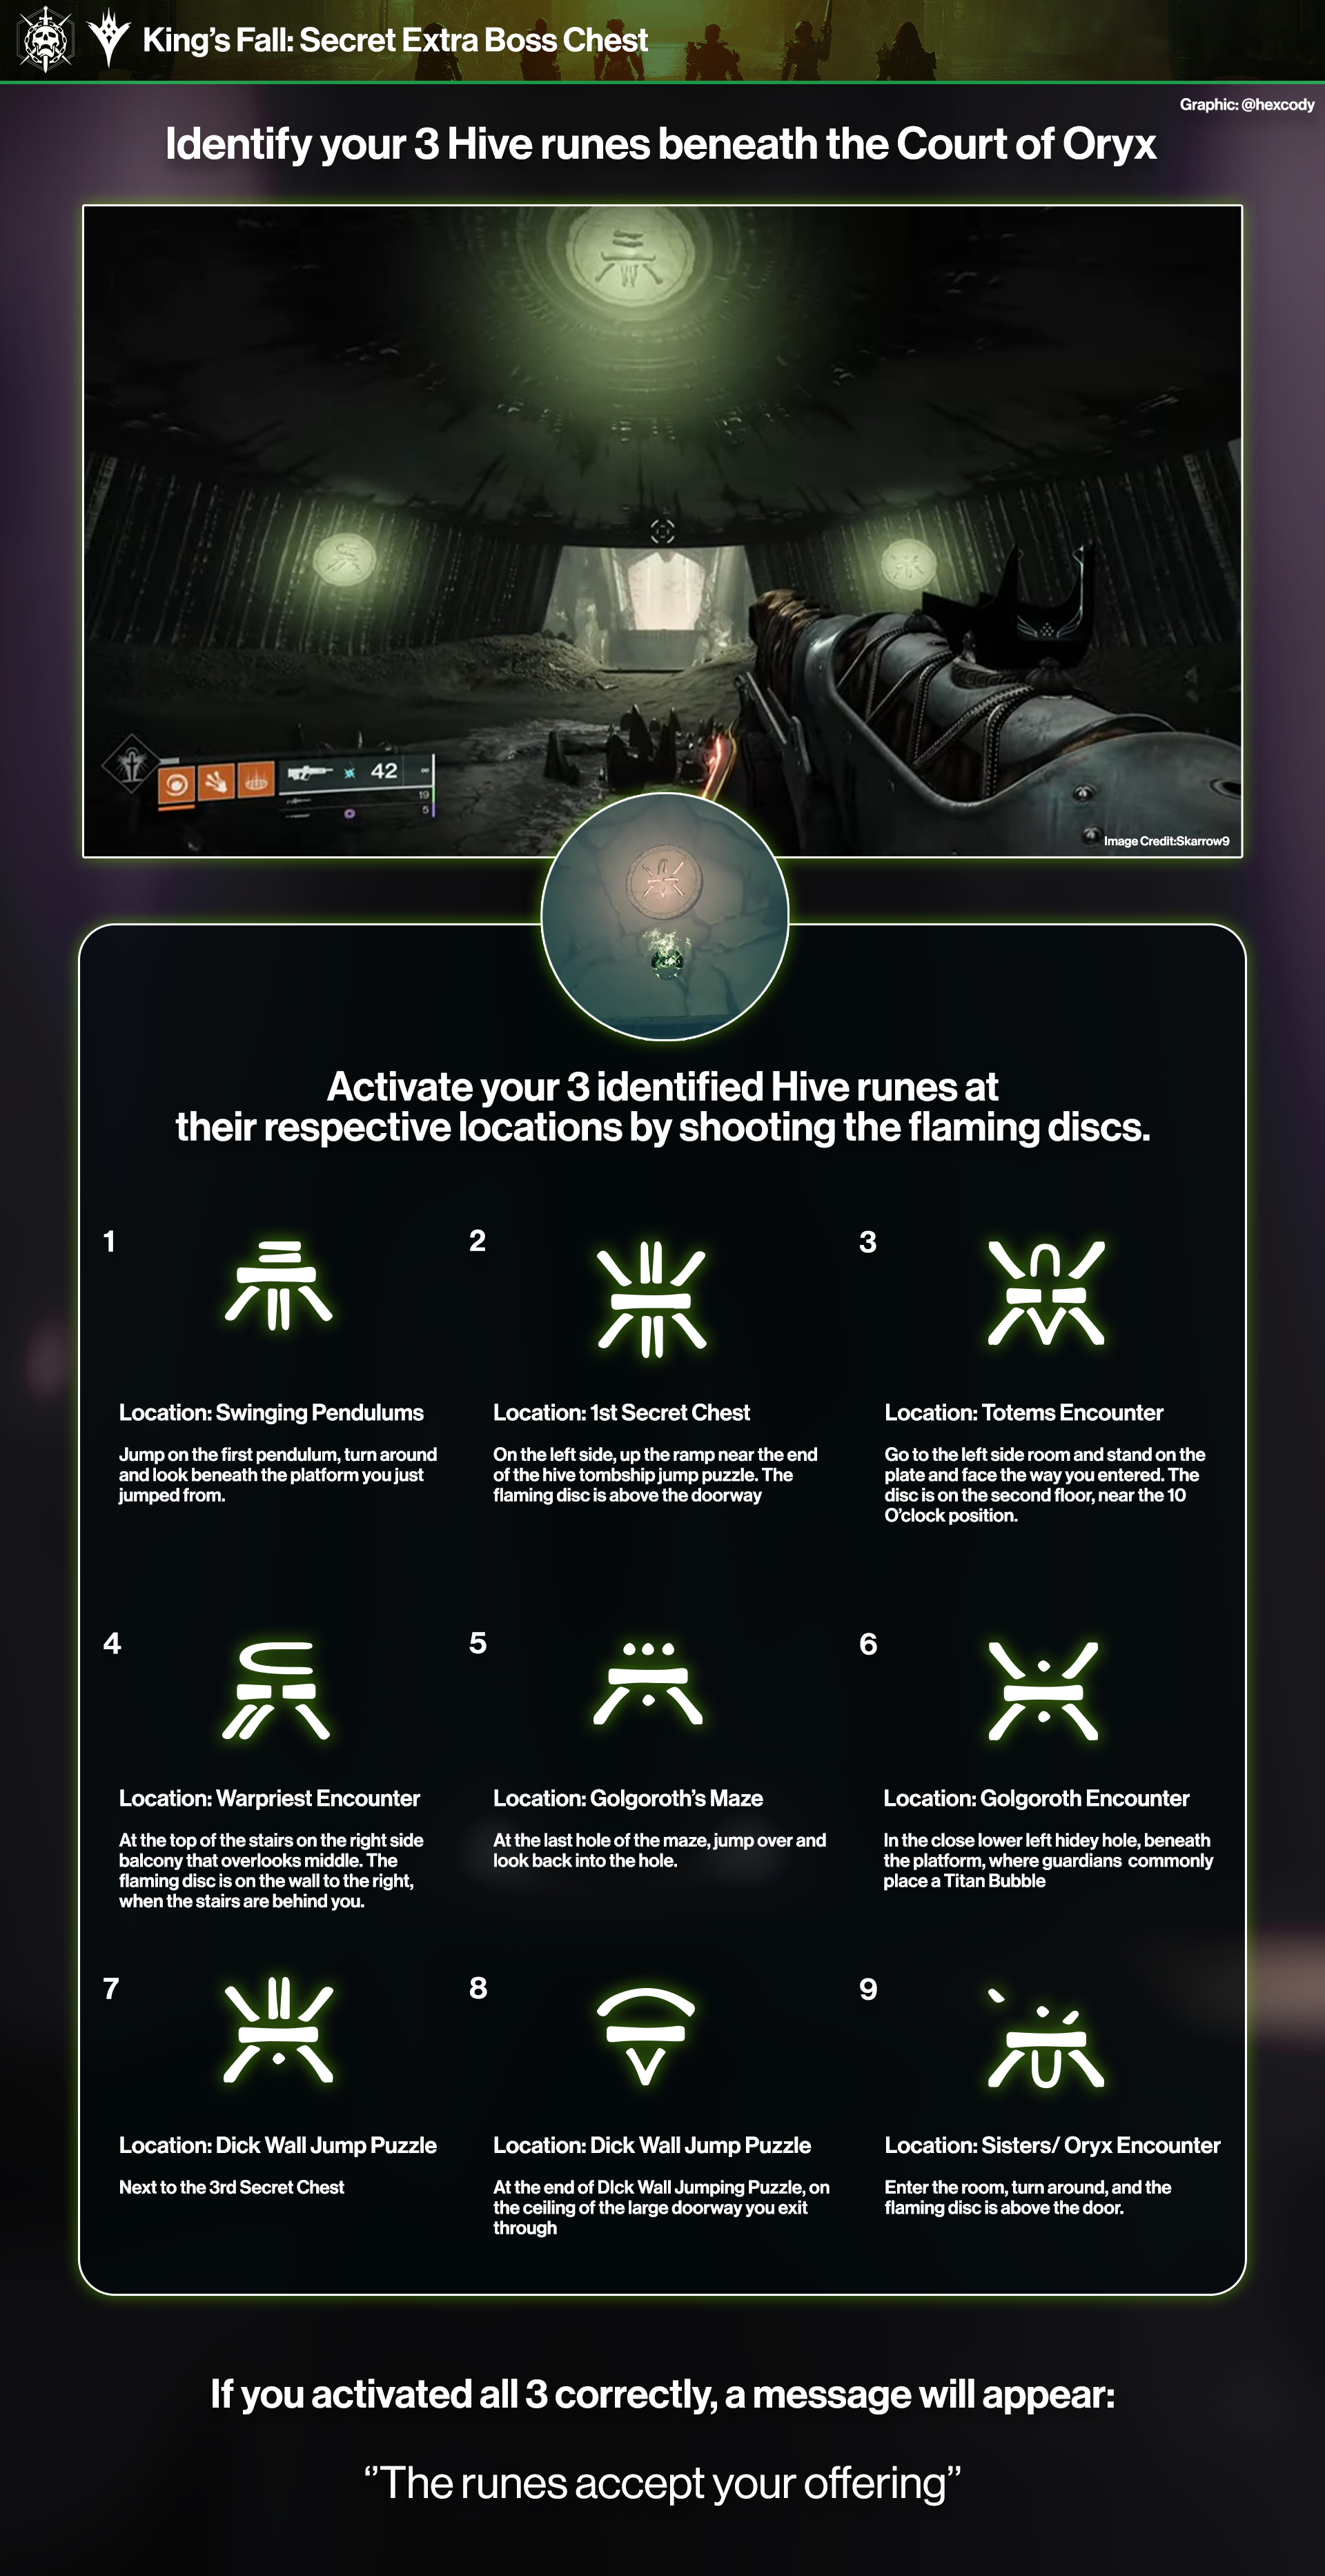 King’s Fall: Secret Extra Boss Chest
Graphic: @hexcody
Identify your 3 Hive runes beneath the Court of Oryx
42
19
5
Image Credit:Skarrow9
Activate your 3 identified Hive runes at
their respective locations by shooting the flaming discs.
1
Location: Swinging Pendulums
Jump on the first pendulum, turn around
and look beneath the platform you just
jumped from.
2
Location: 1st Secret Chest
On the left side, up the ramp near the end
of the hive tombship jump puzzle. The
flaming disc is above the doorway
3
Location: Totems Encounter
Go to the left side room and stand on the
plate and face the way you entered. The
disc is on the second floor, near the 10
O’clock position.
4
Location: Warpriest Encounter
At the top of the stairs on the right side
balcony that overlooks middle. The
flaming disc is on the wall to the right,
when the stairs are behind you.
5
Location: Golgoroth’s Maze
At the last hole of the maze, jump over and
look back into the hole.
6
Location: Golgoroth Encounter
In the close lower left hidey hole, beneath
the platform, where guardians  commonly
place a Titan Bubble
7
Location: Dick Wall Jump Puzzle
Next to the 3rd Secret Chest
8
Location: Dick Wall Jump Puzzle
At the end of DIck Wall Jumping Puzzle, on
the ceiling of the large doorway you exit
through
9
Location: Sisters/ Oryx Encounter
Enter the room, turn around, and the
flaming disc is above the door.
If you activated all 3 correctly, a message will appear:
‘’The runes accept your offering’’